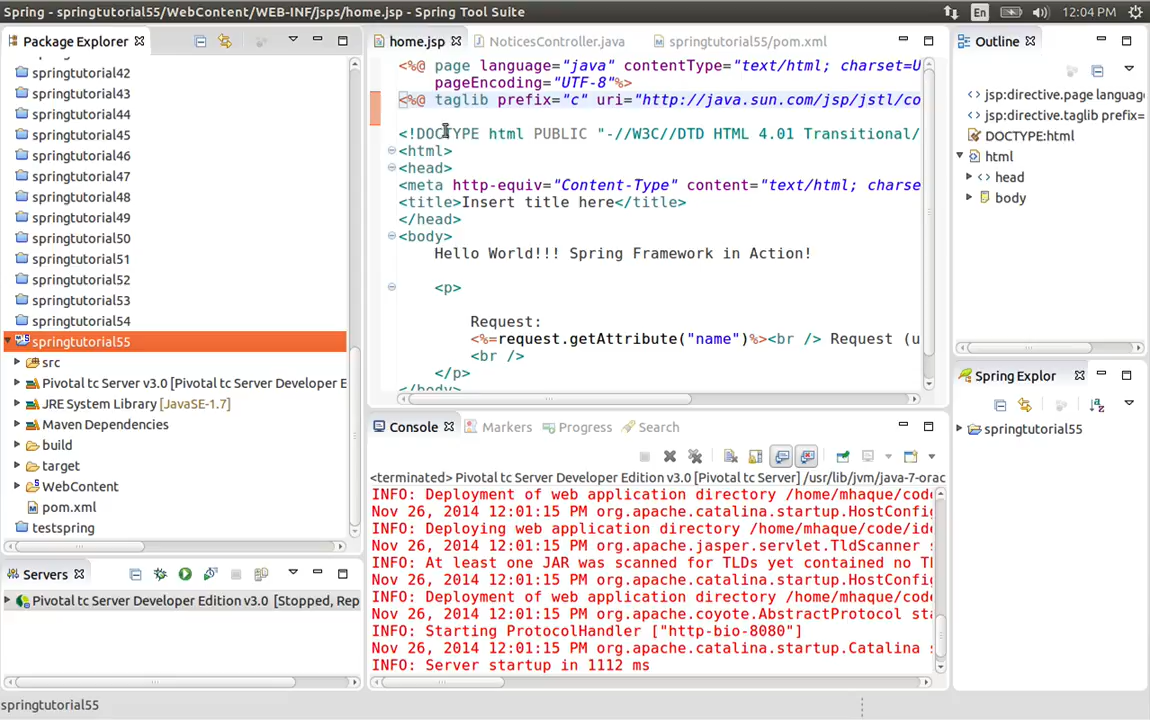 Spring - springtutorial55/WebContent/WEB-INF/jsps/home.jsp - Spring Tool Suite
En
12:04 PM
Package Explorer
springtutorial42
springtutorial43
springtutorial44
springtutorial45
springtutorial46
springtutorial47
springtutorial48
springtutorial49
springtutorial50
springtutorial51
springtutorial52
springtutorial53
springtutorial54
springtutorial55
src
Pivotal tc Server v3.0 [Pivotal tc Server Developer E
JRE System Library [JavaSE-1.7]
Maven Dependencies
build
target
WebContent
pom.xml
testspring
Servers
Pivotal tc Server Developer Edition v3.0 [Stopped, Rep
home.jsp
NoticesController.java
springtutorial55/pom.xml
<%@ page language="java" contentType="text/html; charset=U
pageEncoding="UTF-8"%>
<%@ taglib prefix="c" uri="http://java.sun.com/jsp/jstl/co
<!DOCTYPE html PUBLIC "-//W3C//DTD HTML 4.01 Transitional/
<html>
<head>
<meta http-equiv="Content-Type" content="text/html; charse
<title>Insert title here</title>
</head>
<body>
Hello World!!! Spring Framework in Action!
<p>
Request:
<%=request.getAttribute("name")%><br /> Request (u
<br />
</p>
</body>
Console
Markers
Progress
Search
<terminated> Pivotal tc Server Developer Edition v3.0 [Pivotal tc Server] /usr/lib/jvm/java-7-orac
INFO: Deployment of web application directory /home/mhaque/code
Nov 26, 2014 12:01:15 PM org.apache.catalina.startup.HostConfig
INFO: Deploying web application directory /home/mhaque/code/ide
Nov 26, 2014 12:01:15 PM org.apache.jasper.servlet.TldScanner s
INFO: At least one JAR was scanned for TLDs yet contained no TL
Nov 26, 2014 12:01:15 PM org.apache.catalina.startup.HostConfig
INFO: Deployment of web application directory /home/mhaque/code
Nov 26, 2014 12:01:15 PM org.apache.coyote.AbstractProtocol sta
INFO: Starting ProtocolHandler ["http-bio-8080"]
Nov 26, 2014 12:01:15 PM org.apache.catalina.startup.Catalina s
INFO: Server startup in 1112 ms
Outline
jsp:directive.page languag
jsp:directive.taglib prefix=
DOCTYPE:html
html
head
body
Spring Explor
springtutorial55
springtutorial55